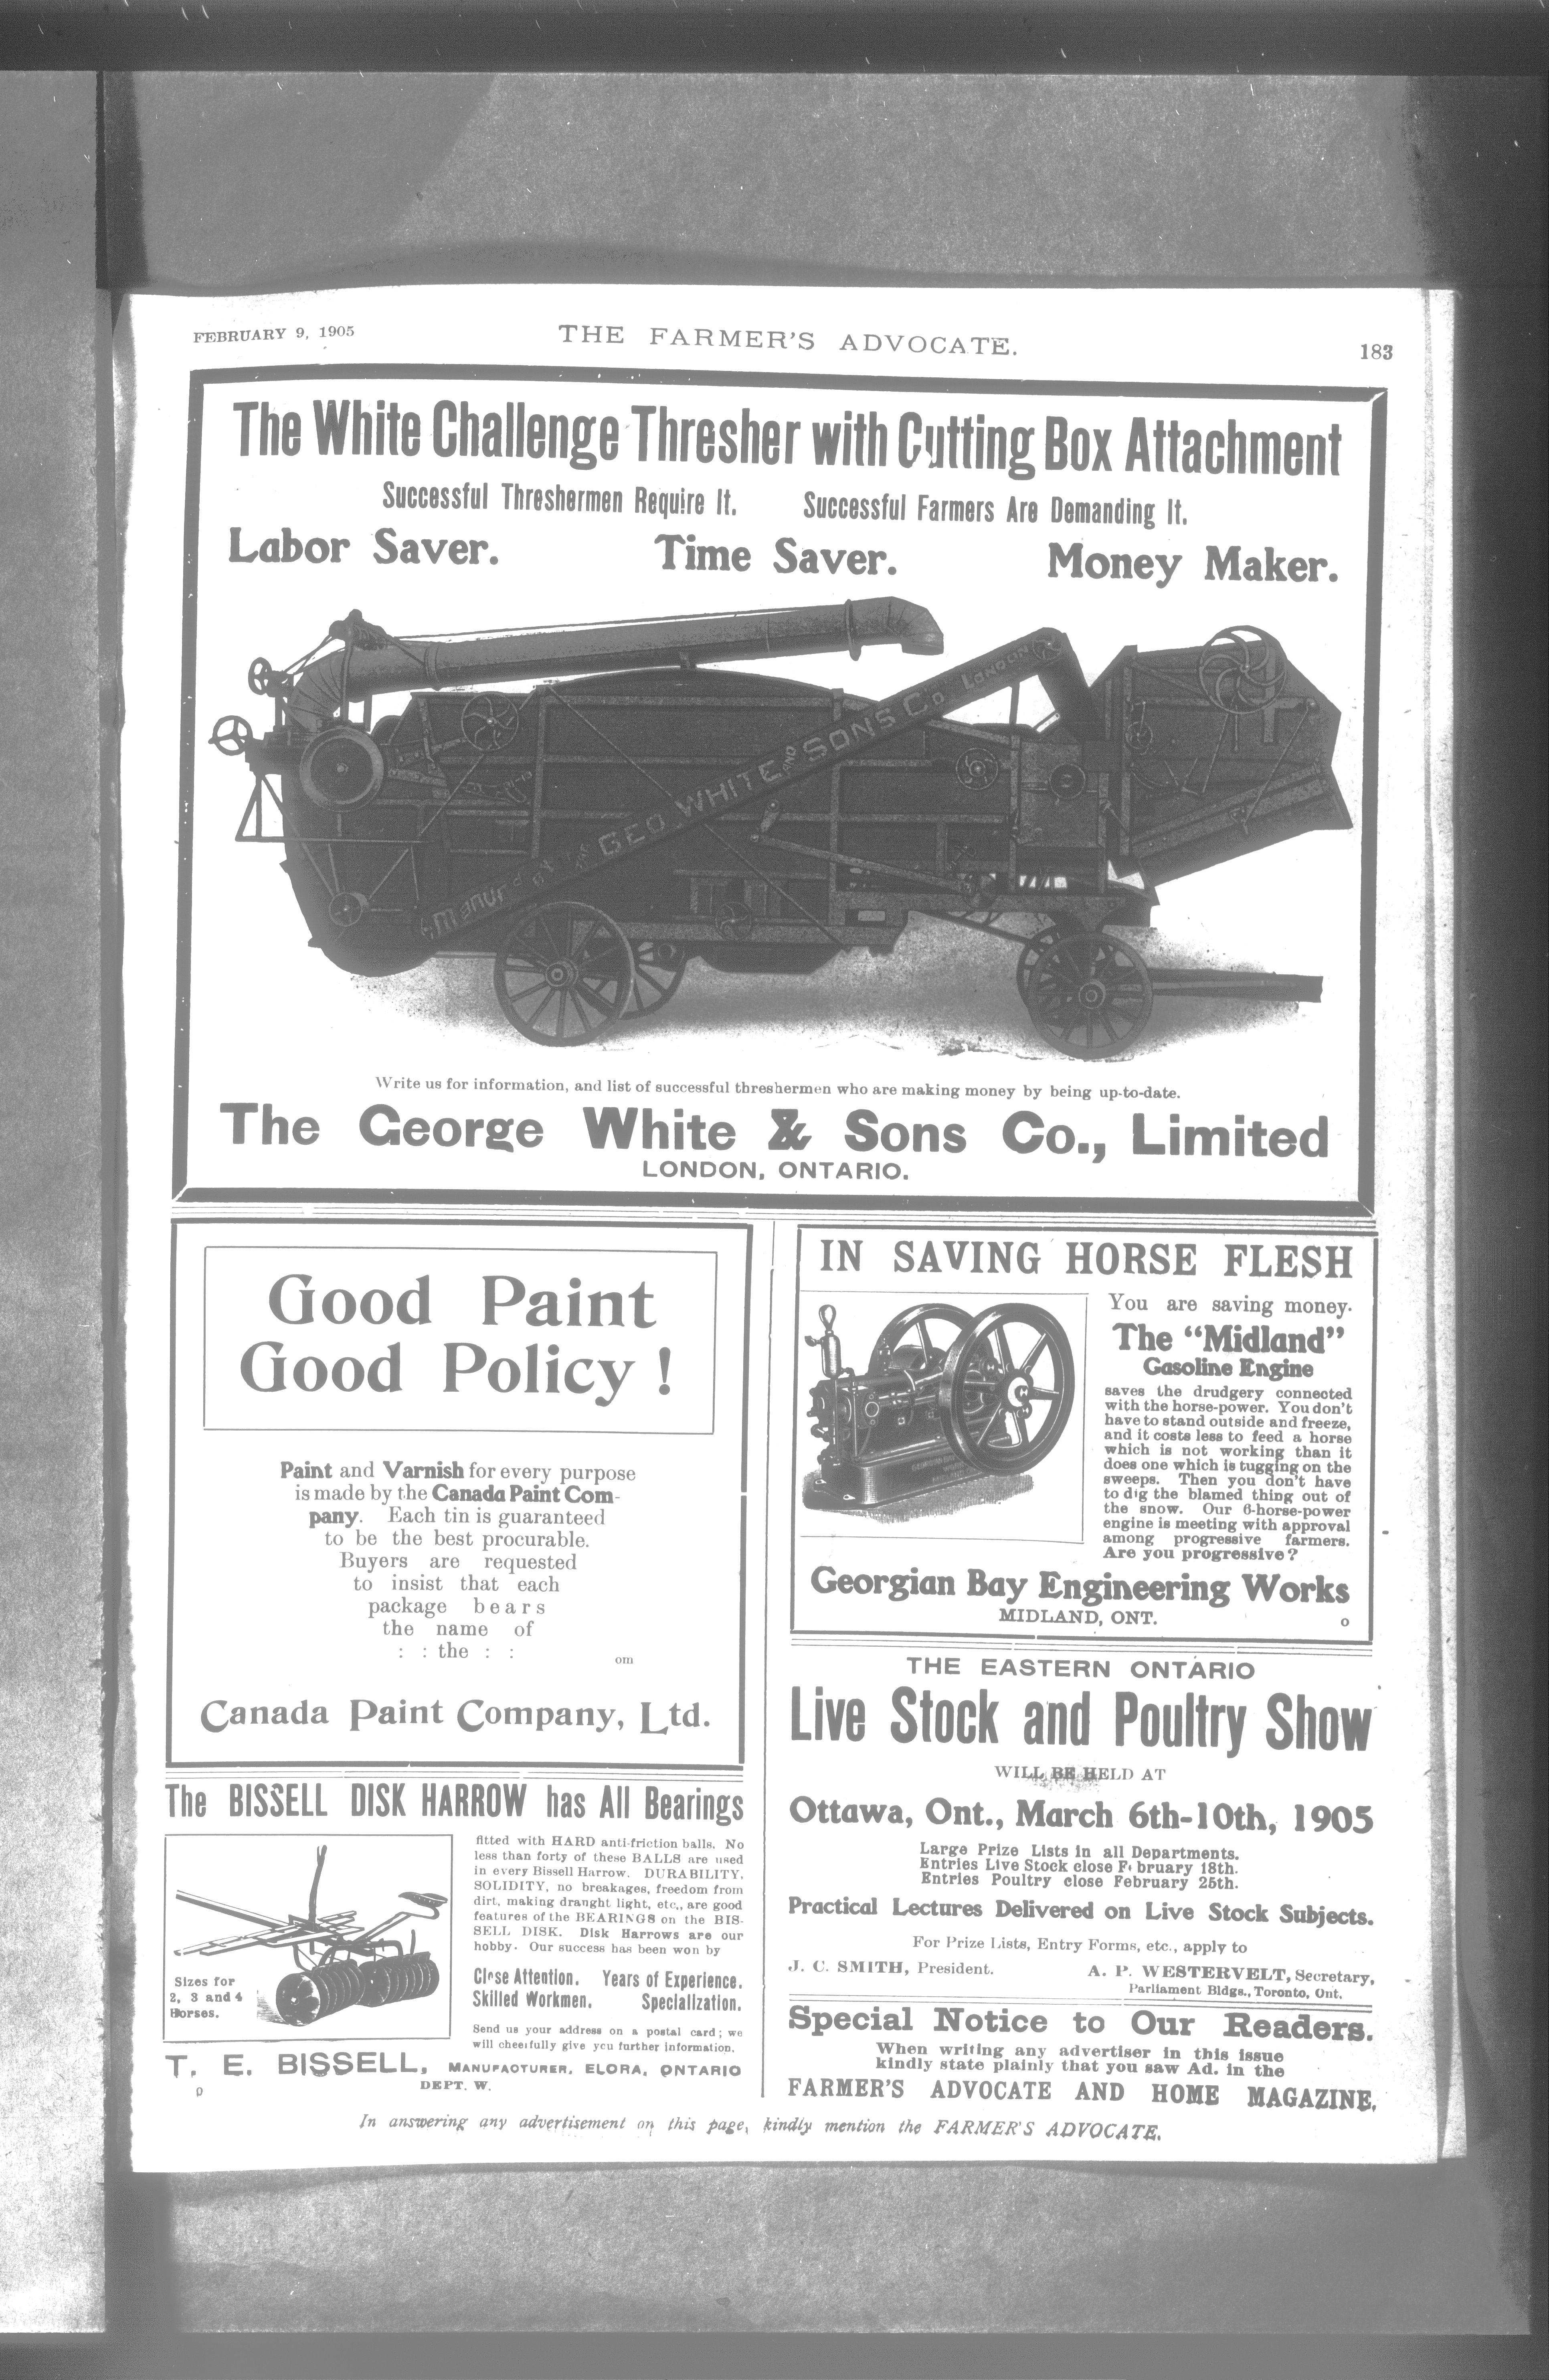 FEBRUARY 9, 1905
THE FARMER'S ADVOCATE.
183
The White Challenge Thresher with Cutting Box Attachment
Successful Threshermen Require It. Successful Farmers Are Demanding It.
Labor Saver. Time Saver. Money Maker.
MANUF'D BY THE GEO. WHITE AND SONS CO LONDON
Write us for information, and list of successful threshermen who are making money by being up-to-date.
The George White & Sons Co., Limited
LONDON, ONTARIO.
Good Paint
Good Policy!
Paint and Varnish for every purpose
is made by the Canada Paint Com-
pany. Each tin is guaranteed
to be the best procurable.
Buyers are requested
to insist that each
package bears
the name of
: : the : :
om
Canada Paint Company, Ltd.
The BISSELL DISK HARROW has All Bearings
fitted with HARD anti-friction balls. No
less than forty of these BALLS are used
in every Bissell Harrow. DURABILITY,
SOLIDITY, no breakages, freedom from
dirt, making draught light, etc., are good
features of the BEARINGS on the BIS-
SELL DISK. Disk Harrows are our
hobby. Our success has been won by
Close Attention. Years of Experience.
Skilled Workmen. Specialization.
Send us your address on a postal card; we
will cheerfully give you further information.
Sizes for
2, 3 and 4
Horses.
T. E. BISSELL, MANUFACTURER, ELORA, ONTARIO
DEPT. W.
o
IN SAVING HORSE FLESH
You are saving money.
The "Midland"
Gasoline Engine
saves the drudgery connected
with the horse-power. You don't
have to stand outside and freeze,
and it costs less to feed a horse
which is not working than it
does one which is tugging on the
sweeps. Then you don't have
to dig the blamed thing out of
the snow. Our 6-horse-power
engine is meeting with approval
among progressive farmers.
Are you progressive?
Georgian Bay Engineering Works
MIDLAND, ONT. o
THE EASTERN ONTARIO
Live Stock and Poultry Show
WILL BE HELD AT
Ottawa, Ont., March 6th-10th, 1905
Large Prize Lists in all Departments.
Entries Live Stock close F bruary 18th.
Entries Poultry close February 25th.
Practical Lectures Delivered on Live Stock Subjects.
For Prize Lists, Entry Forms, etc., apply to
J. C. SMITH, President. A. P. WESTERVELT, Secretary,
Parliament Bldgs., Toronto, Ont.
Special Notice to Our Readers.
When writing any advertiser in this issue
kindly state plainly that you saw Ad. in the
FARMER'S ADVOCATE AND HOME MAGAZINE.
In answering any advertisement on this page, kindly mention the FARMER'S ADVOCATE.